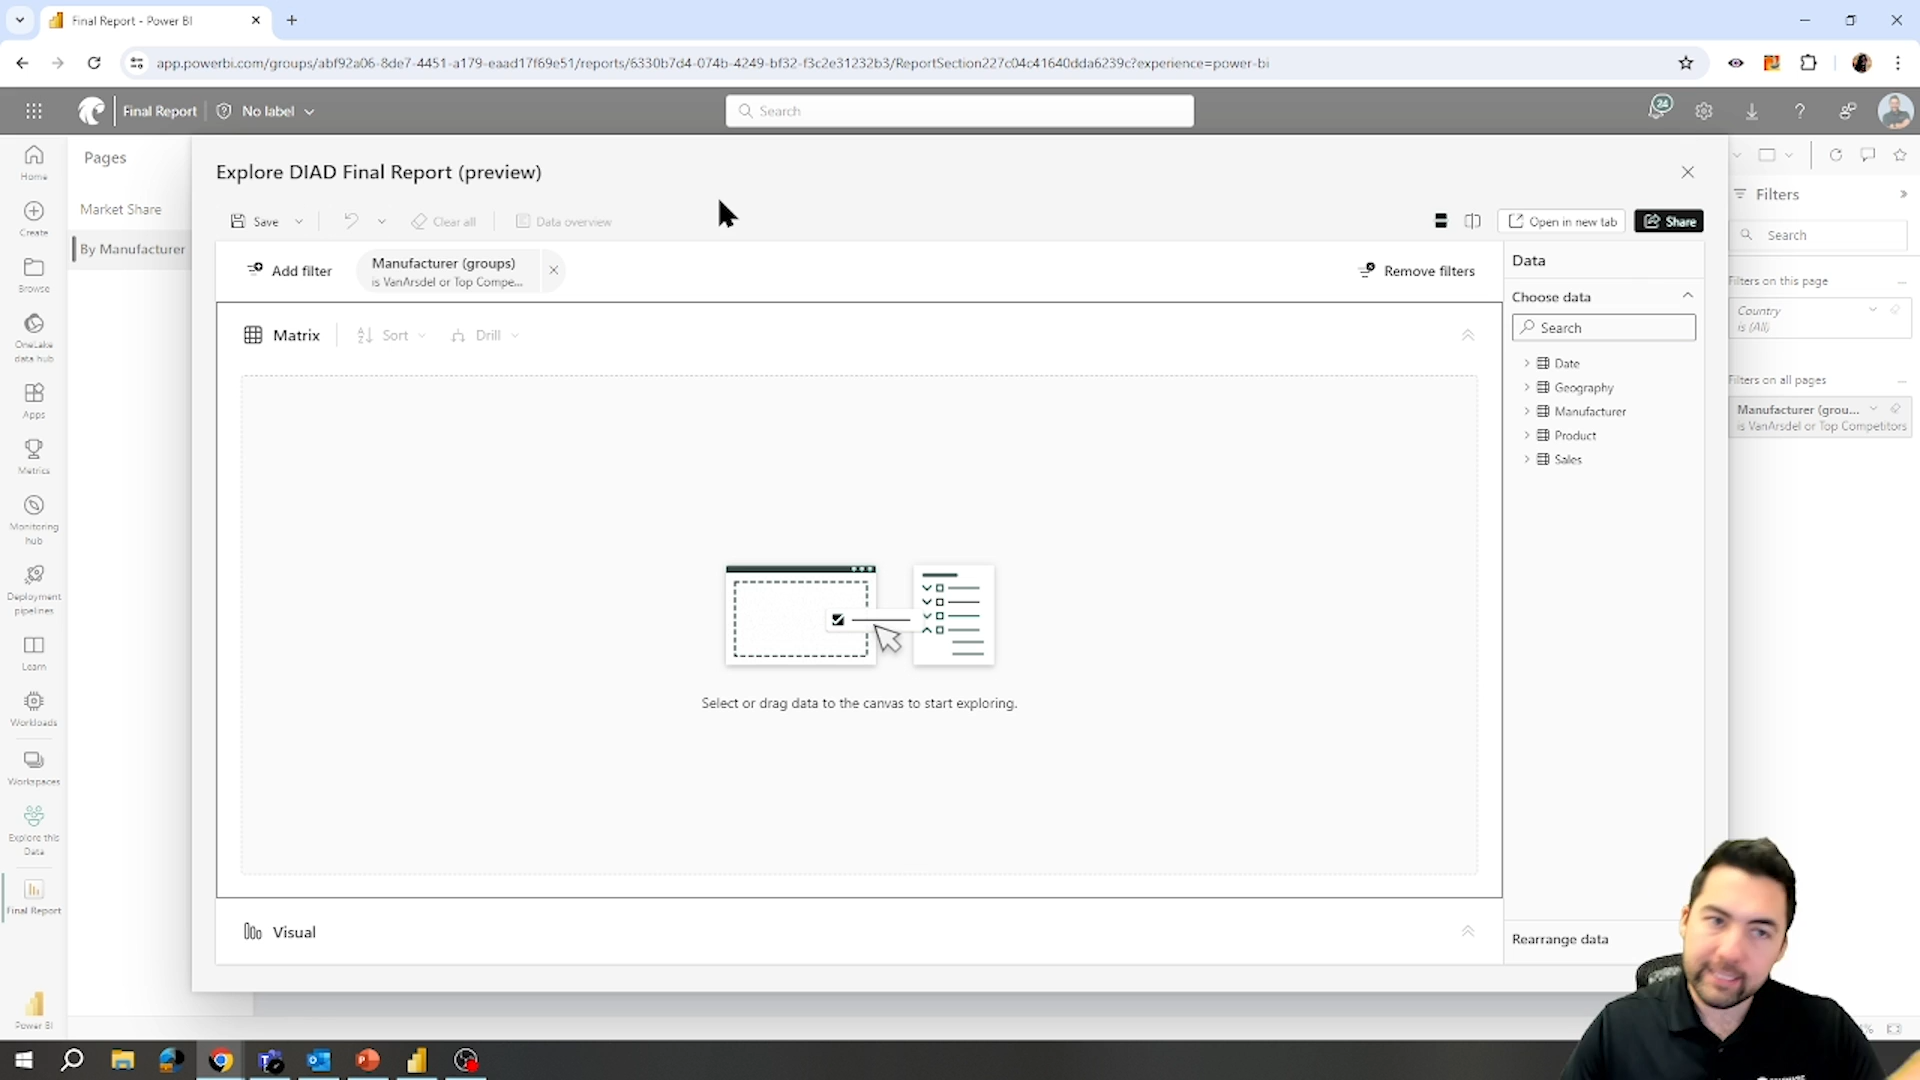 Final Report - Power BI
app.powerbi.com/groups/abf92a06-8de7-4451-a179-eaad17f69e51/reports/6330b7d4-074b-4249-bf32-f3c2e31232b3/ReportSection227c04c41640dda6239c?experience=power-bi
Final Report
No label
Search
24
Home
Create
Browse
OneLake
data hub
Apps
Metrics
Monitoring
hub
Deployment
pipelines
Learn
Workloads
Workspaces
Explore this
Data
Final Report
Power BI
Pages
Market Share
By Manufacturer
Explore DIAD Final Report (preview)
Save
Clear all
Data overview
Open in new tab
Share
Add filter
Manufacturer (groups)
is VanArsdel or Top Compe...
Remove filters
Matrix
Sort
Drill
Select or drag data to the canvas to start exploring.
Visual
Data
Choose data
Search
Date
Geography
Manufacturer
Product
Sales
Rearrange data
Filters
Search
Filters on this page
Country
is (All)
Filters on all pages
Manufacturer (grou...
is VanArsdel or Top Competitors